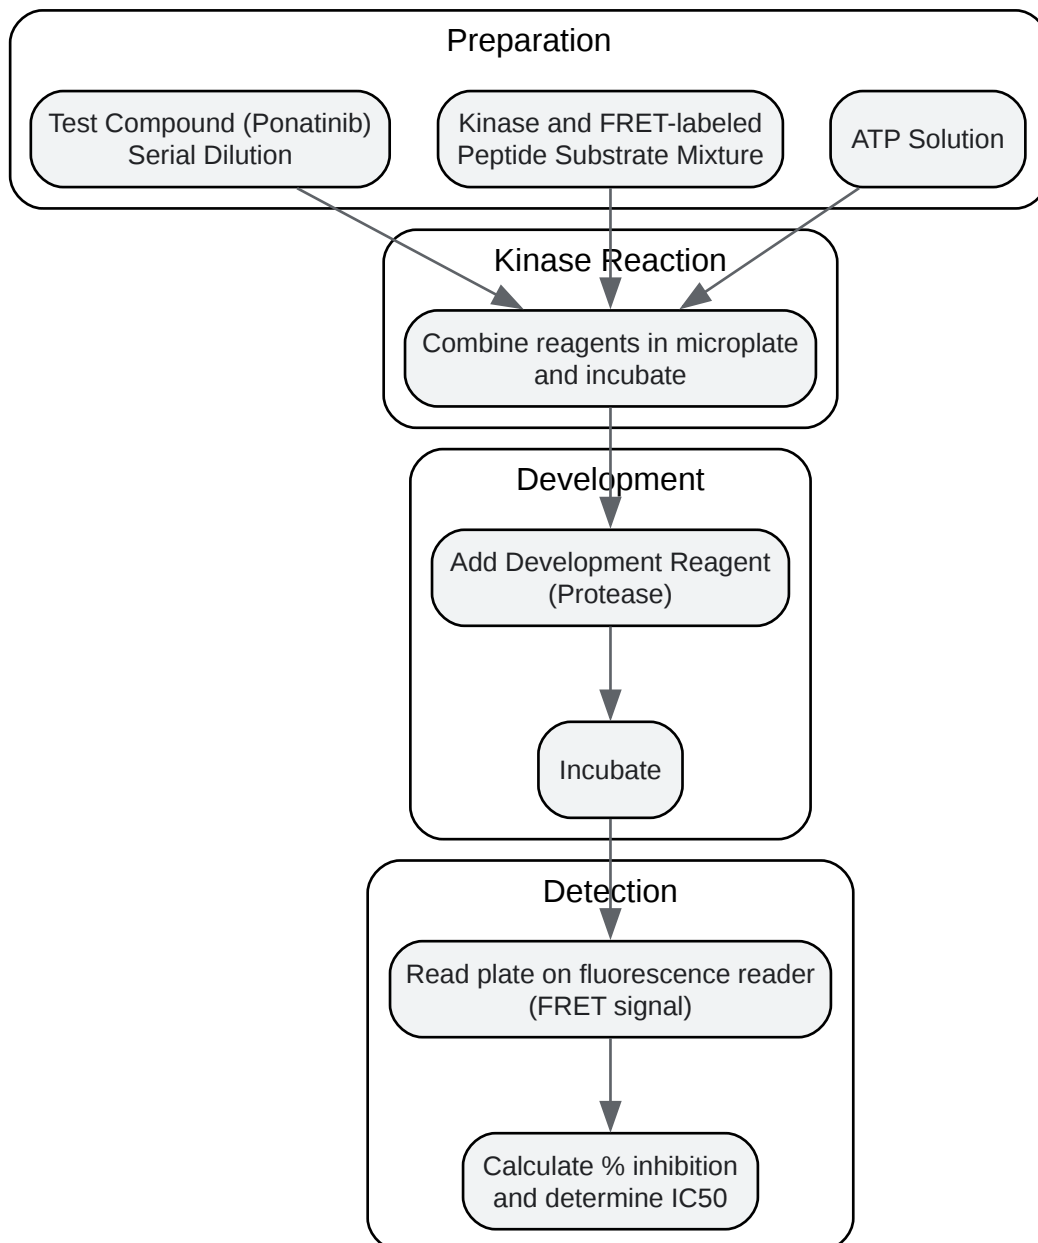 Preparation
Test Compound (Ponatinib)
Serial Dilution
Kinase and FRET-labeled
Peptide Substrate Mixture
ATP Solution
Kinase Reaction
Combine reagents in microplate
and incubate
Development
Add Development Reagent
(Protease)
Incubate
Detection
Read plate on fluorescence reader
(FRET signal)
Calculate % inhibition
and determine IC50